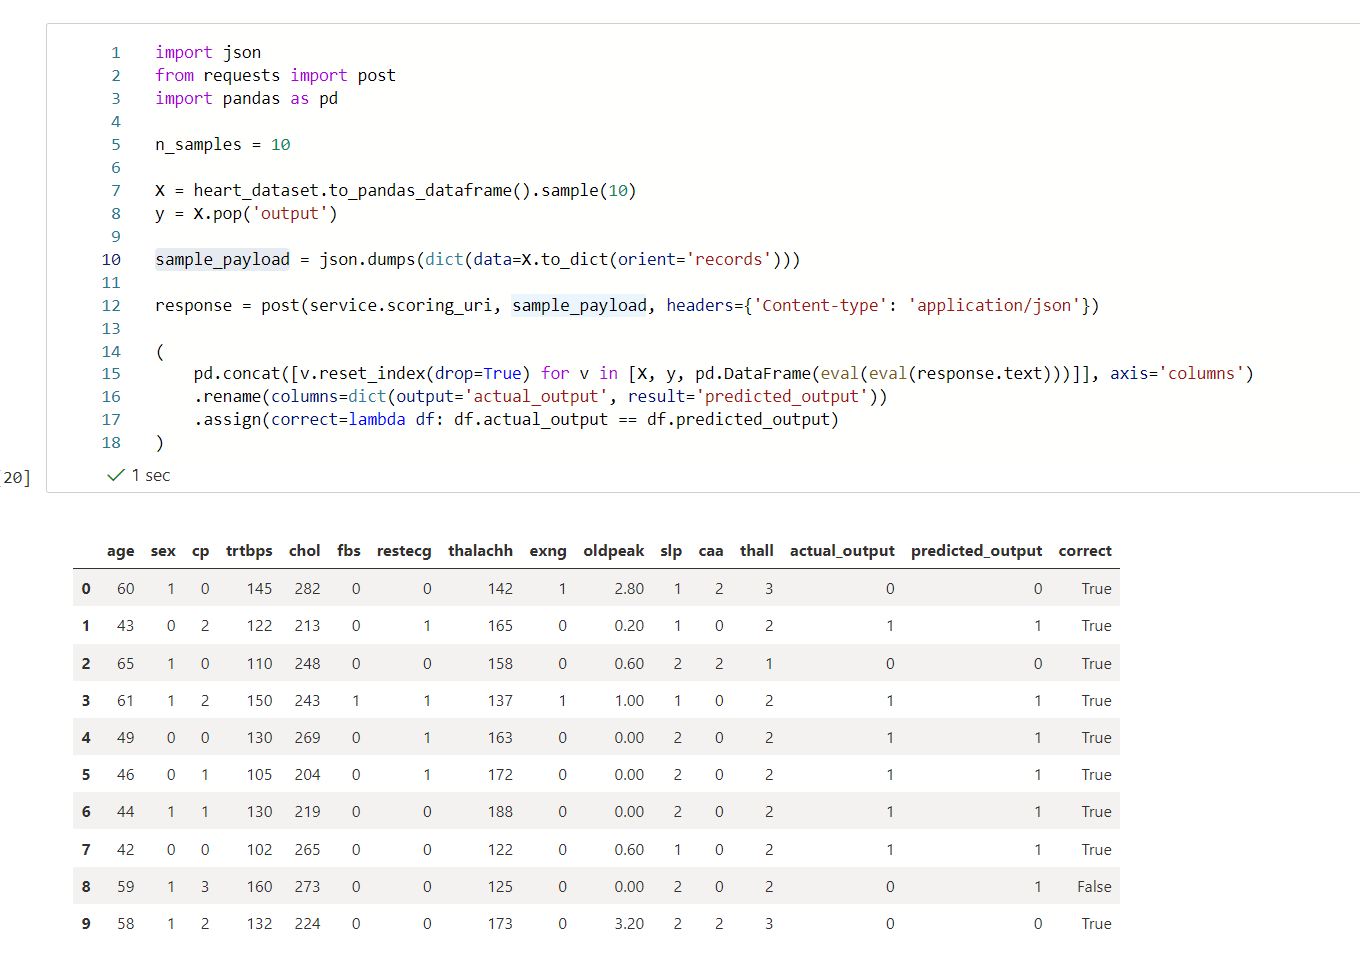 1 import json
2 from requests import post
3 import pandas as pd
4
5 n_samples = 10
6
7 X = heart_dataset.to_pandas_dataframe().sample(10)
8 y = X.pop('output')
9
10 sample_payload = json.dumps(dict(data=X.to_dict(orient='records')))
11
12 response = post(service.scoring_uri, sample_payload, headers={'Content-type': 'application/json'})
13
14 (
15     pd.concat([v.reset_index(drop=True) for v in [X, y, pd.DataFrame(eval(eval(response.text)))]], axis='columns')
16     .rename(columns=dict(output='actual_output', result='predicted_output'))
17     .assign(correct=lambda df: df.actual_output == df.predicted_output)
18 )
20] 1 sec
age sex cp trtbps chol fbs restecg thalachh exng oldpeak slp caa thall actual_output predicted_output correct
0 60 1 0 145 282 0 0 142 1 2.80 1 2 3 0 0 True
1 43 0 2 122 213 0 1 165 0 0.20 1 0 2 1 1 True
2 65 1 0 110 248 0 0 158 0 0.60 2 2 1 0 0 True
3 61 1 2 150 243 1 1 137 1 1.00 1 0 2 1 1 True
4 49 0 0 130 269 0 1 163 0 0.00 2 0 2 1 1 True
5 46 0 1 105 204 0 1 172 0 0.00 2 0 2 1 1 True
6 44 1 1 130 219 0 0 188 0 0.00 2 0 2 1 1 True
7 42 0 0 102 265 0 0 122 0 0.60 1 0 2 1 1 True
8 59 1 3 160 273 0 0 125 0 0.00 2 0 2 0 1 False
9 58 1 2 132 224 0 0 173 0 3.20 2 2 3 0 0 True